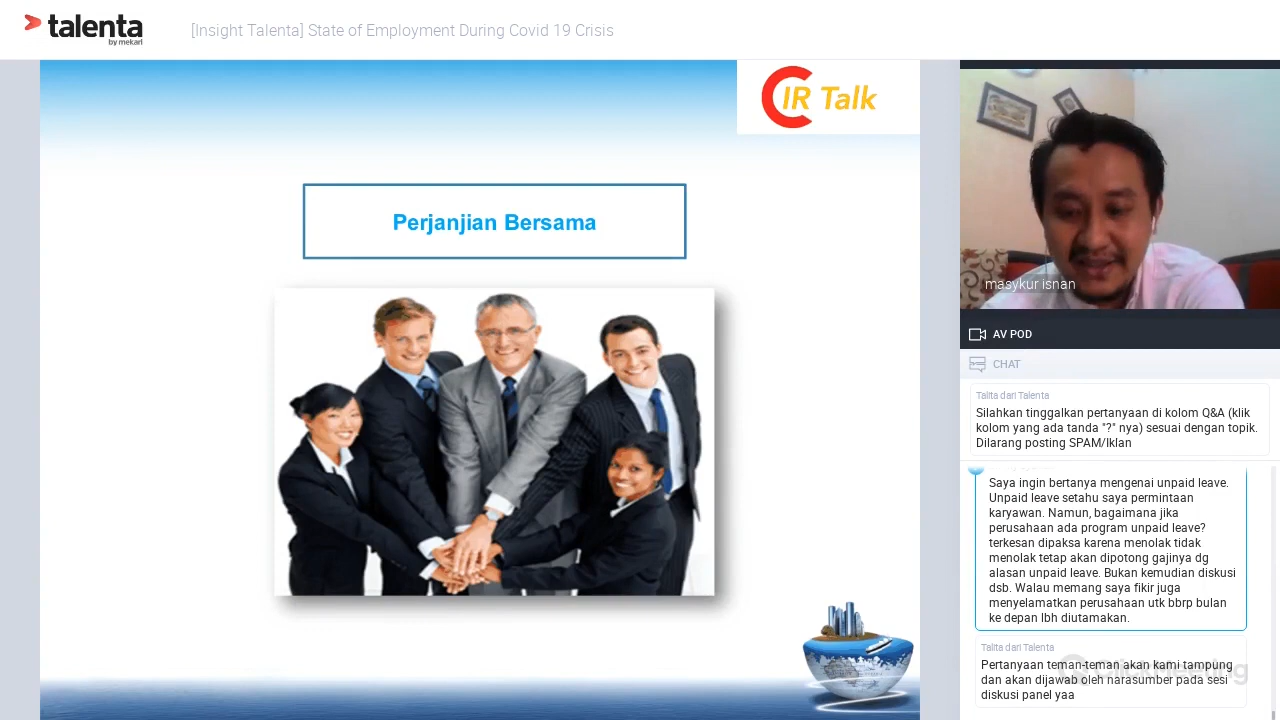 talenta
by mekari
[Insight Talenta] State of Employment During Covid 19 Crisis
IR Talk
Perjanjian Bersama
masykur isnan
AV POD
CHAT
Talita dari Talenta
Silahkan tinggalkan pertanyaan di kolom Q&A (klik
kolom yang ada tanda "?" nya) sesuai dengan topik.
Dilarang posting SPAM/Iklan
Saya ingin bertanya mengenai unpaid leave.
Unpaid leave setahu saya permintaan
karyawan. Namun, bagaimana jika
perusahaan ada program unpaid leave?
terkesan dipaksa karena menolak tidak
menolak tetap akan dipotong gajinya dg
alasan unpaid leave. Bukan kemudian diskusi
dsb. Walau memang saya fikir juga
menyelamatkan perusahaan utk bbrp bulan
ke depan lbh diutamakan.
Talita dari Talenta
Pertanyaan teman-teman akan kami tampung
dan akan dijawab oleh narasumber pada sesi
diskusi panel yaa